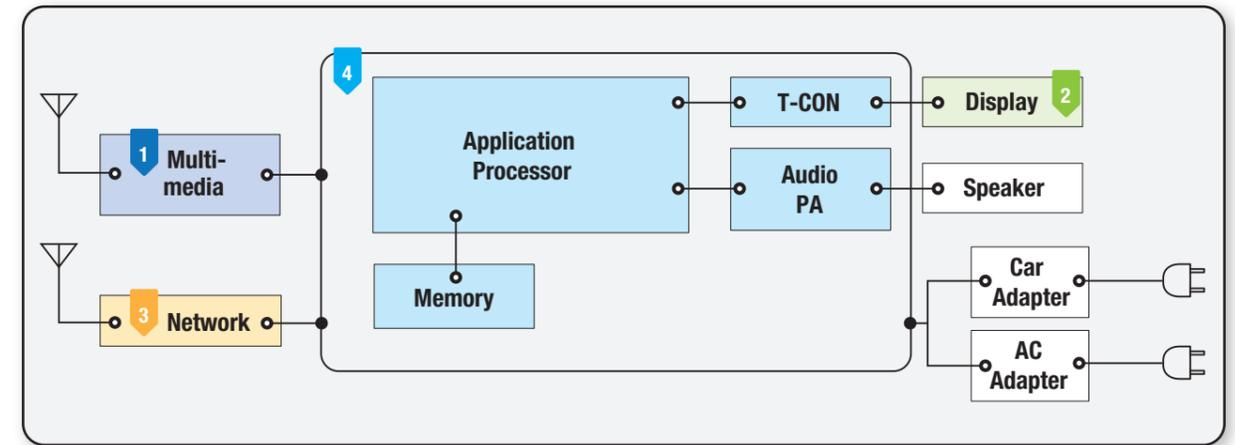 4
Application
Processor
T-CON
Display
2
1
Multi-
media
Audio
PA
Speaker
Memory
3
Network
Car
Adapter
AC
Adapter